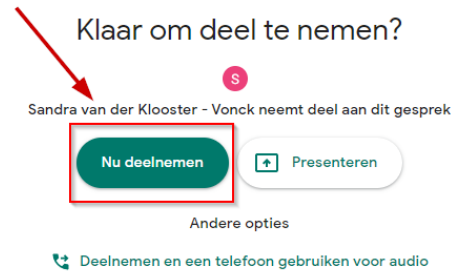 Klaar om deel te nemen?
S
Sandra van der Klooster - Vonck neemt deel aan dit gesprek
Nu deelnemen
Presenteren
Andere opties
Deelnemen en een telefoon gebruiken voor audio